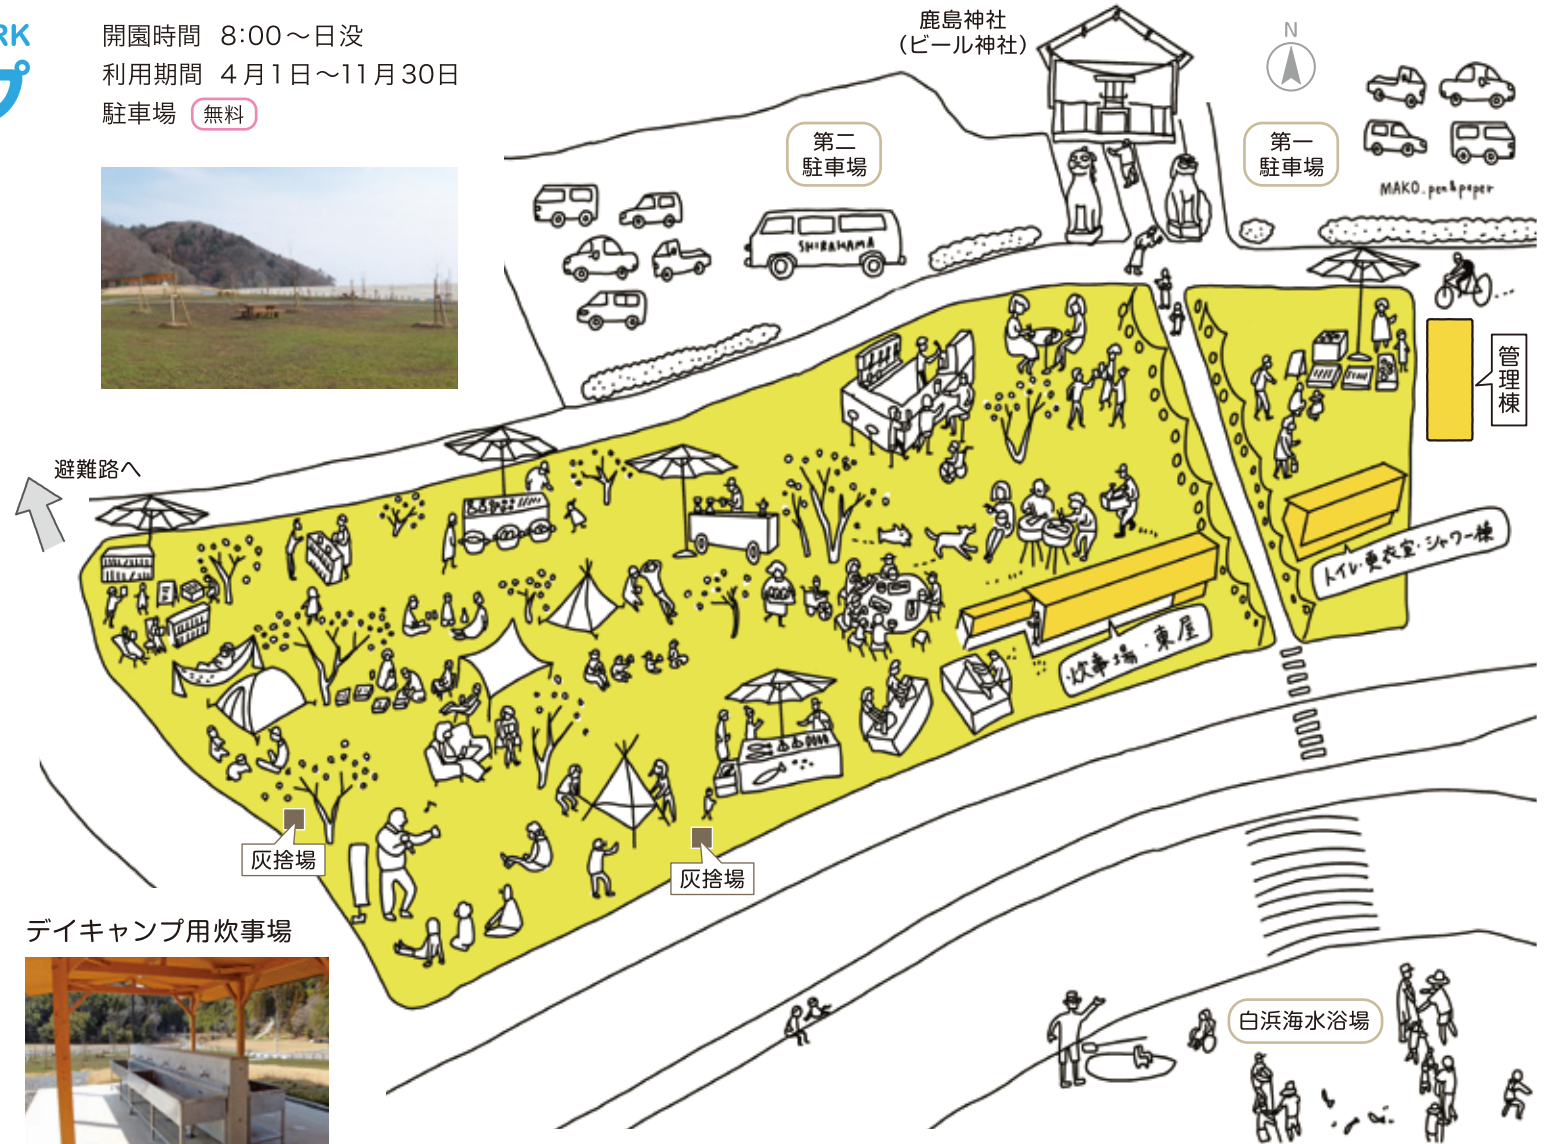 RK
プ
開園時間 8:00～日没
利用期間 4月1日～11月30日
駐車場 無料
鹿島神社
（ビール神社）
N
第二
駐車場
第一
駐車場
MAKO.pen&paper
SHIRAHAMA
管理棟
避難路へ
トイレ・更衣室・シャワー棟
炊事場・東屋
灰捨場
灰捨場
デイキャンプ用炊事場
白浜海水浴場